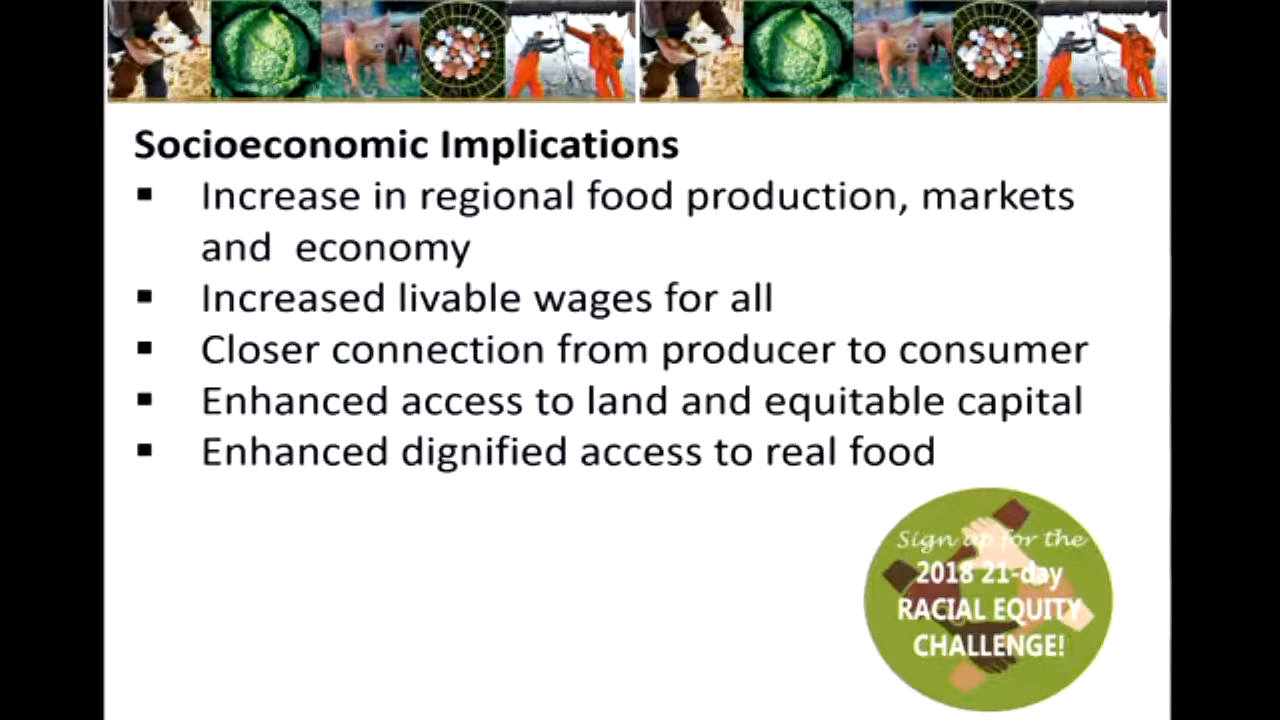 Socioeconomic Implications
▪ Increase in regional food production, markets
and economy
▪ Increased livable wages for all
▪ Closer connection from producer to consumer
▪ Enhanced access to land and equitable capital
▪ Enhanced dignified access to real food
Sign up for the
2018 21-day
RACIAL EQUITY
CHALLENGE!